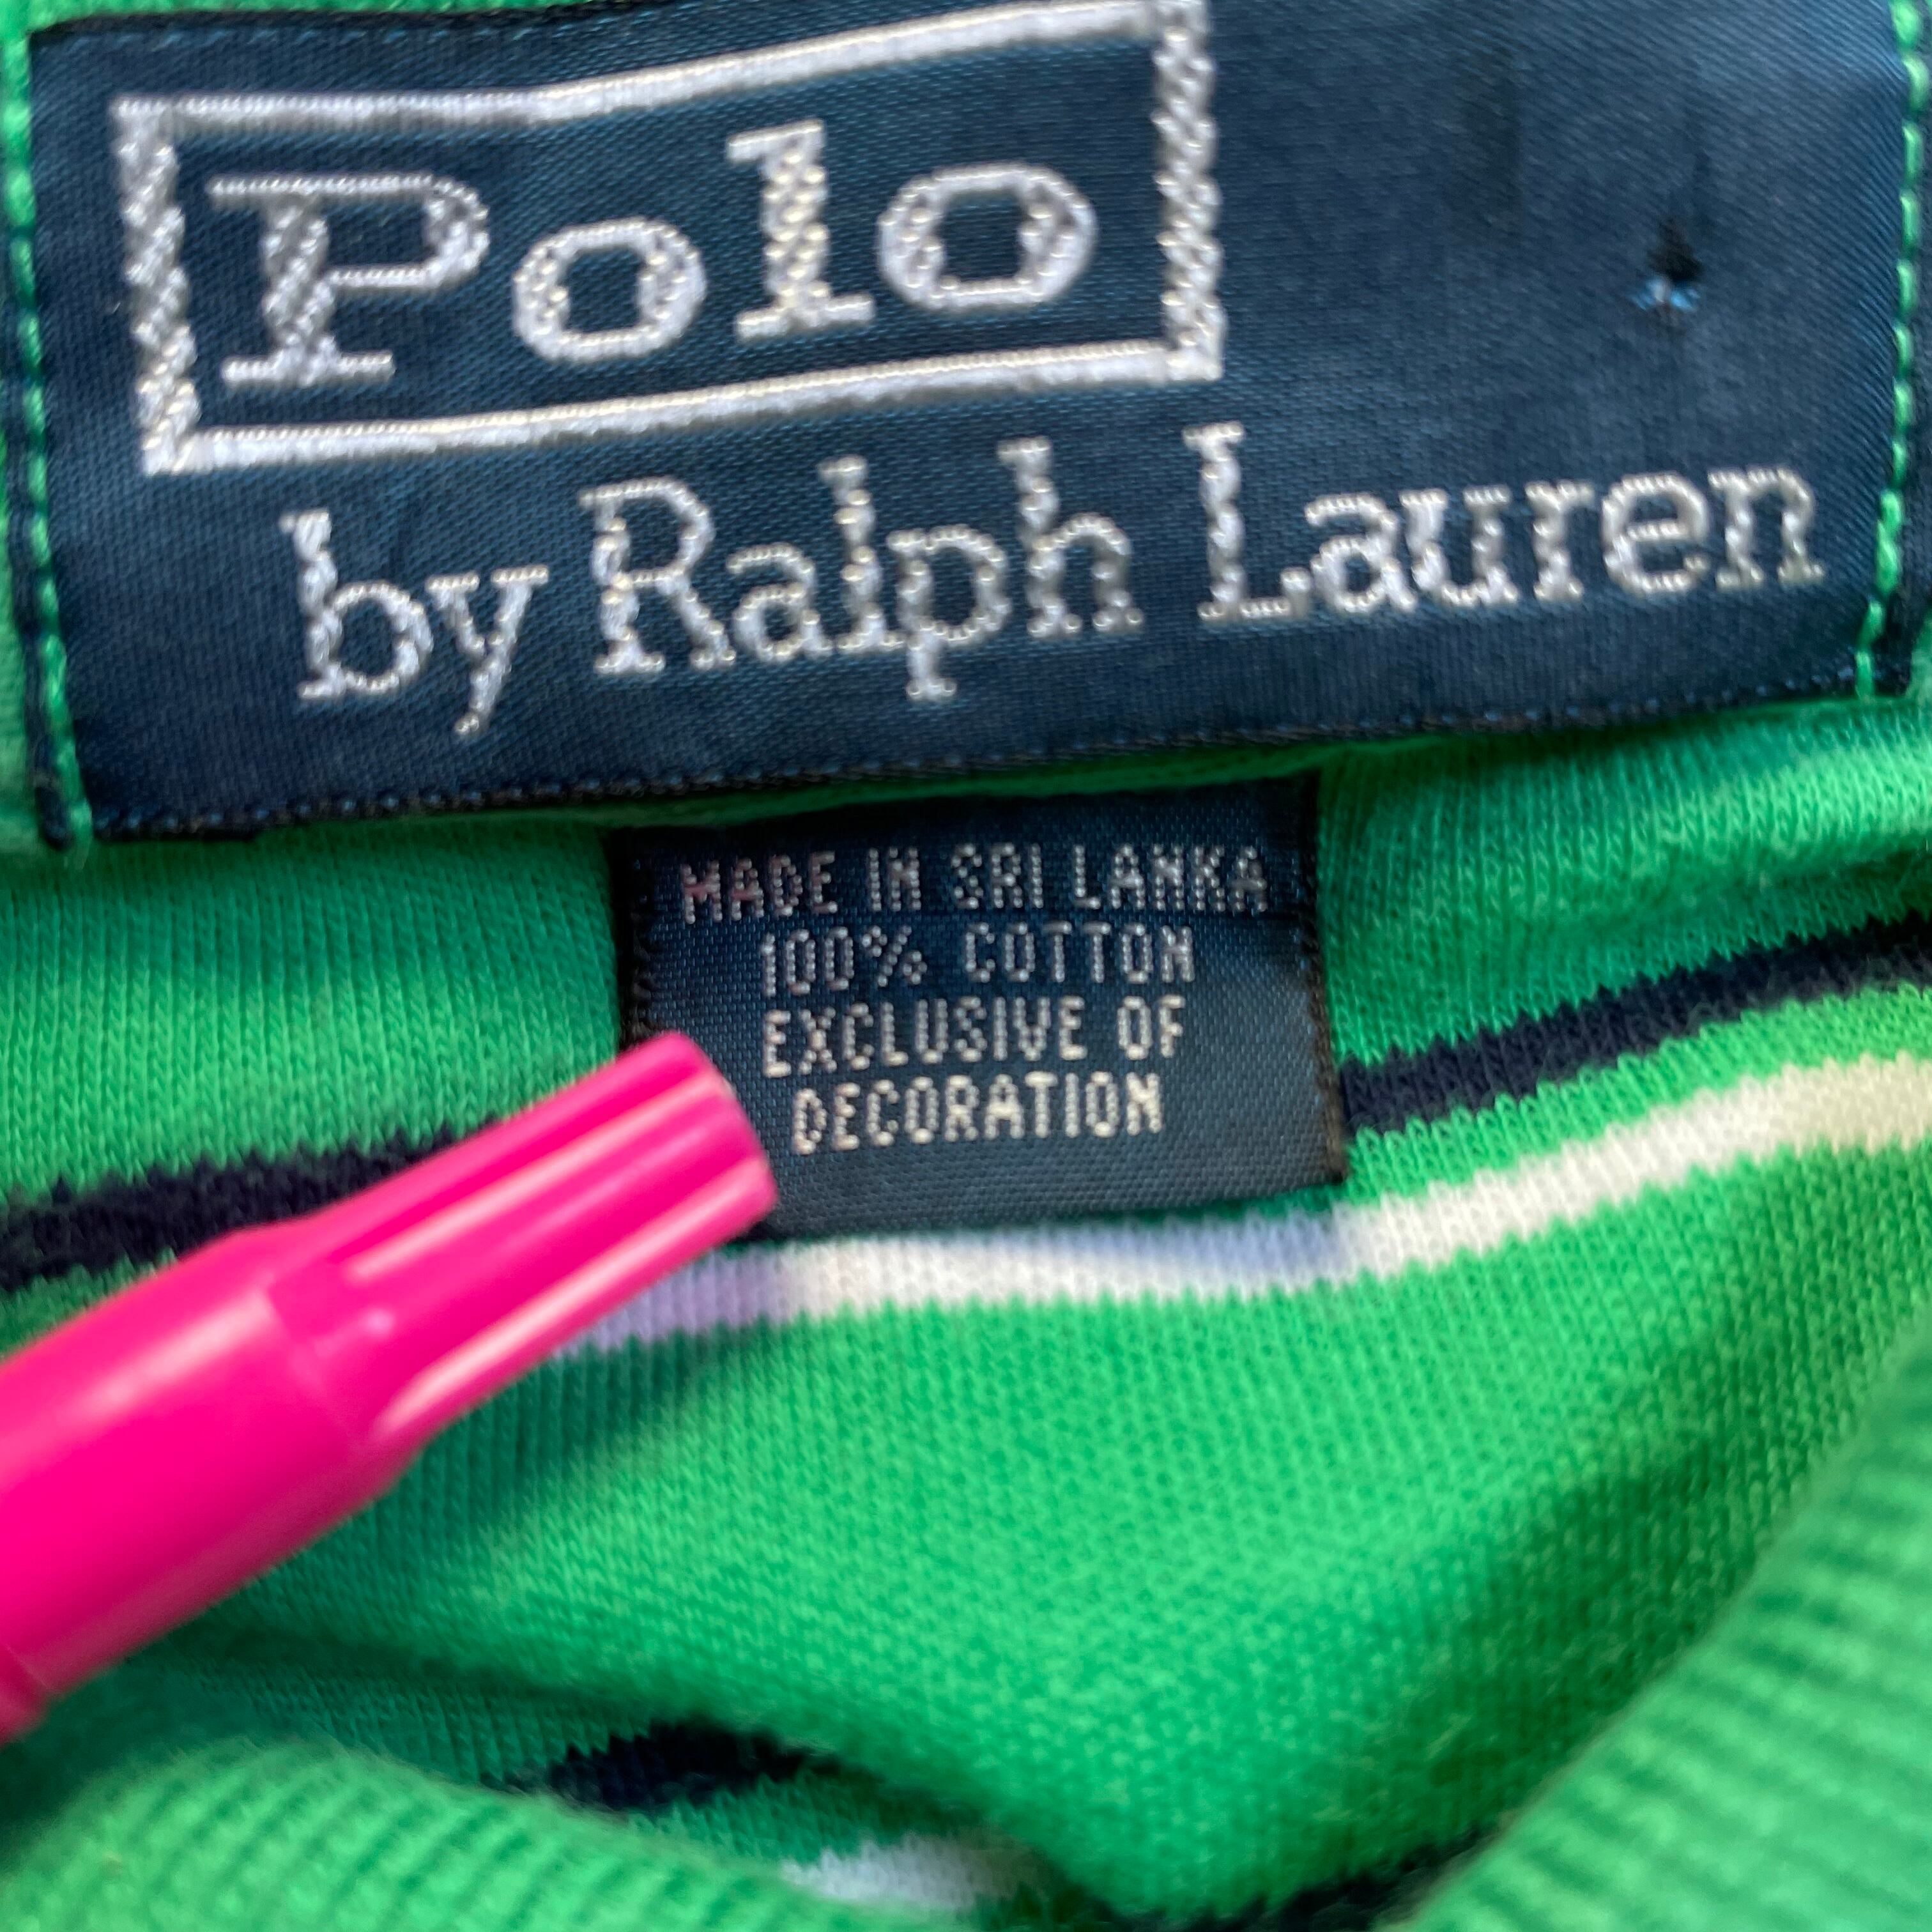 Polo
by Ralph Lauren
MADE IN SRI LANKA
100% COTTON
EXCLUSIVE OF
DECORATION